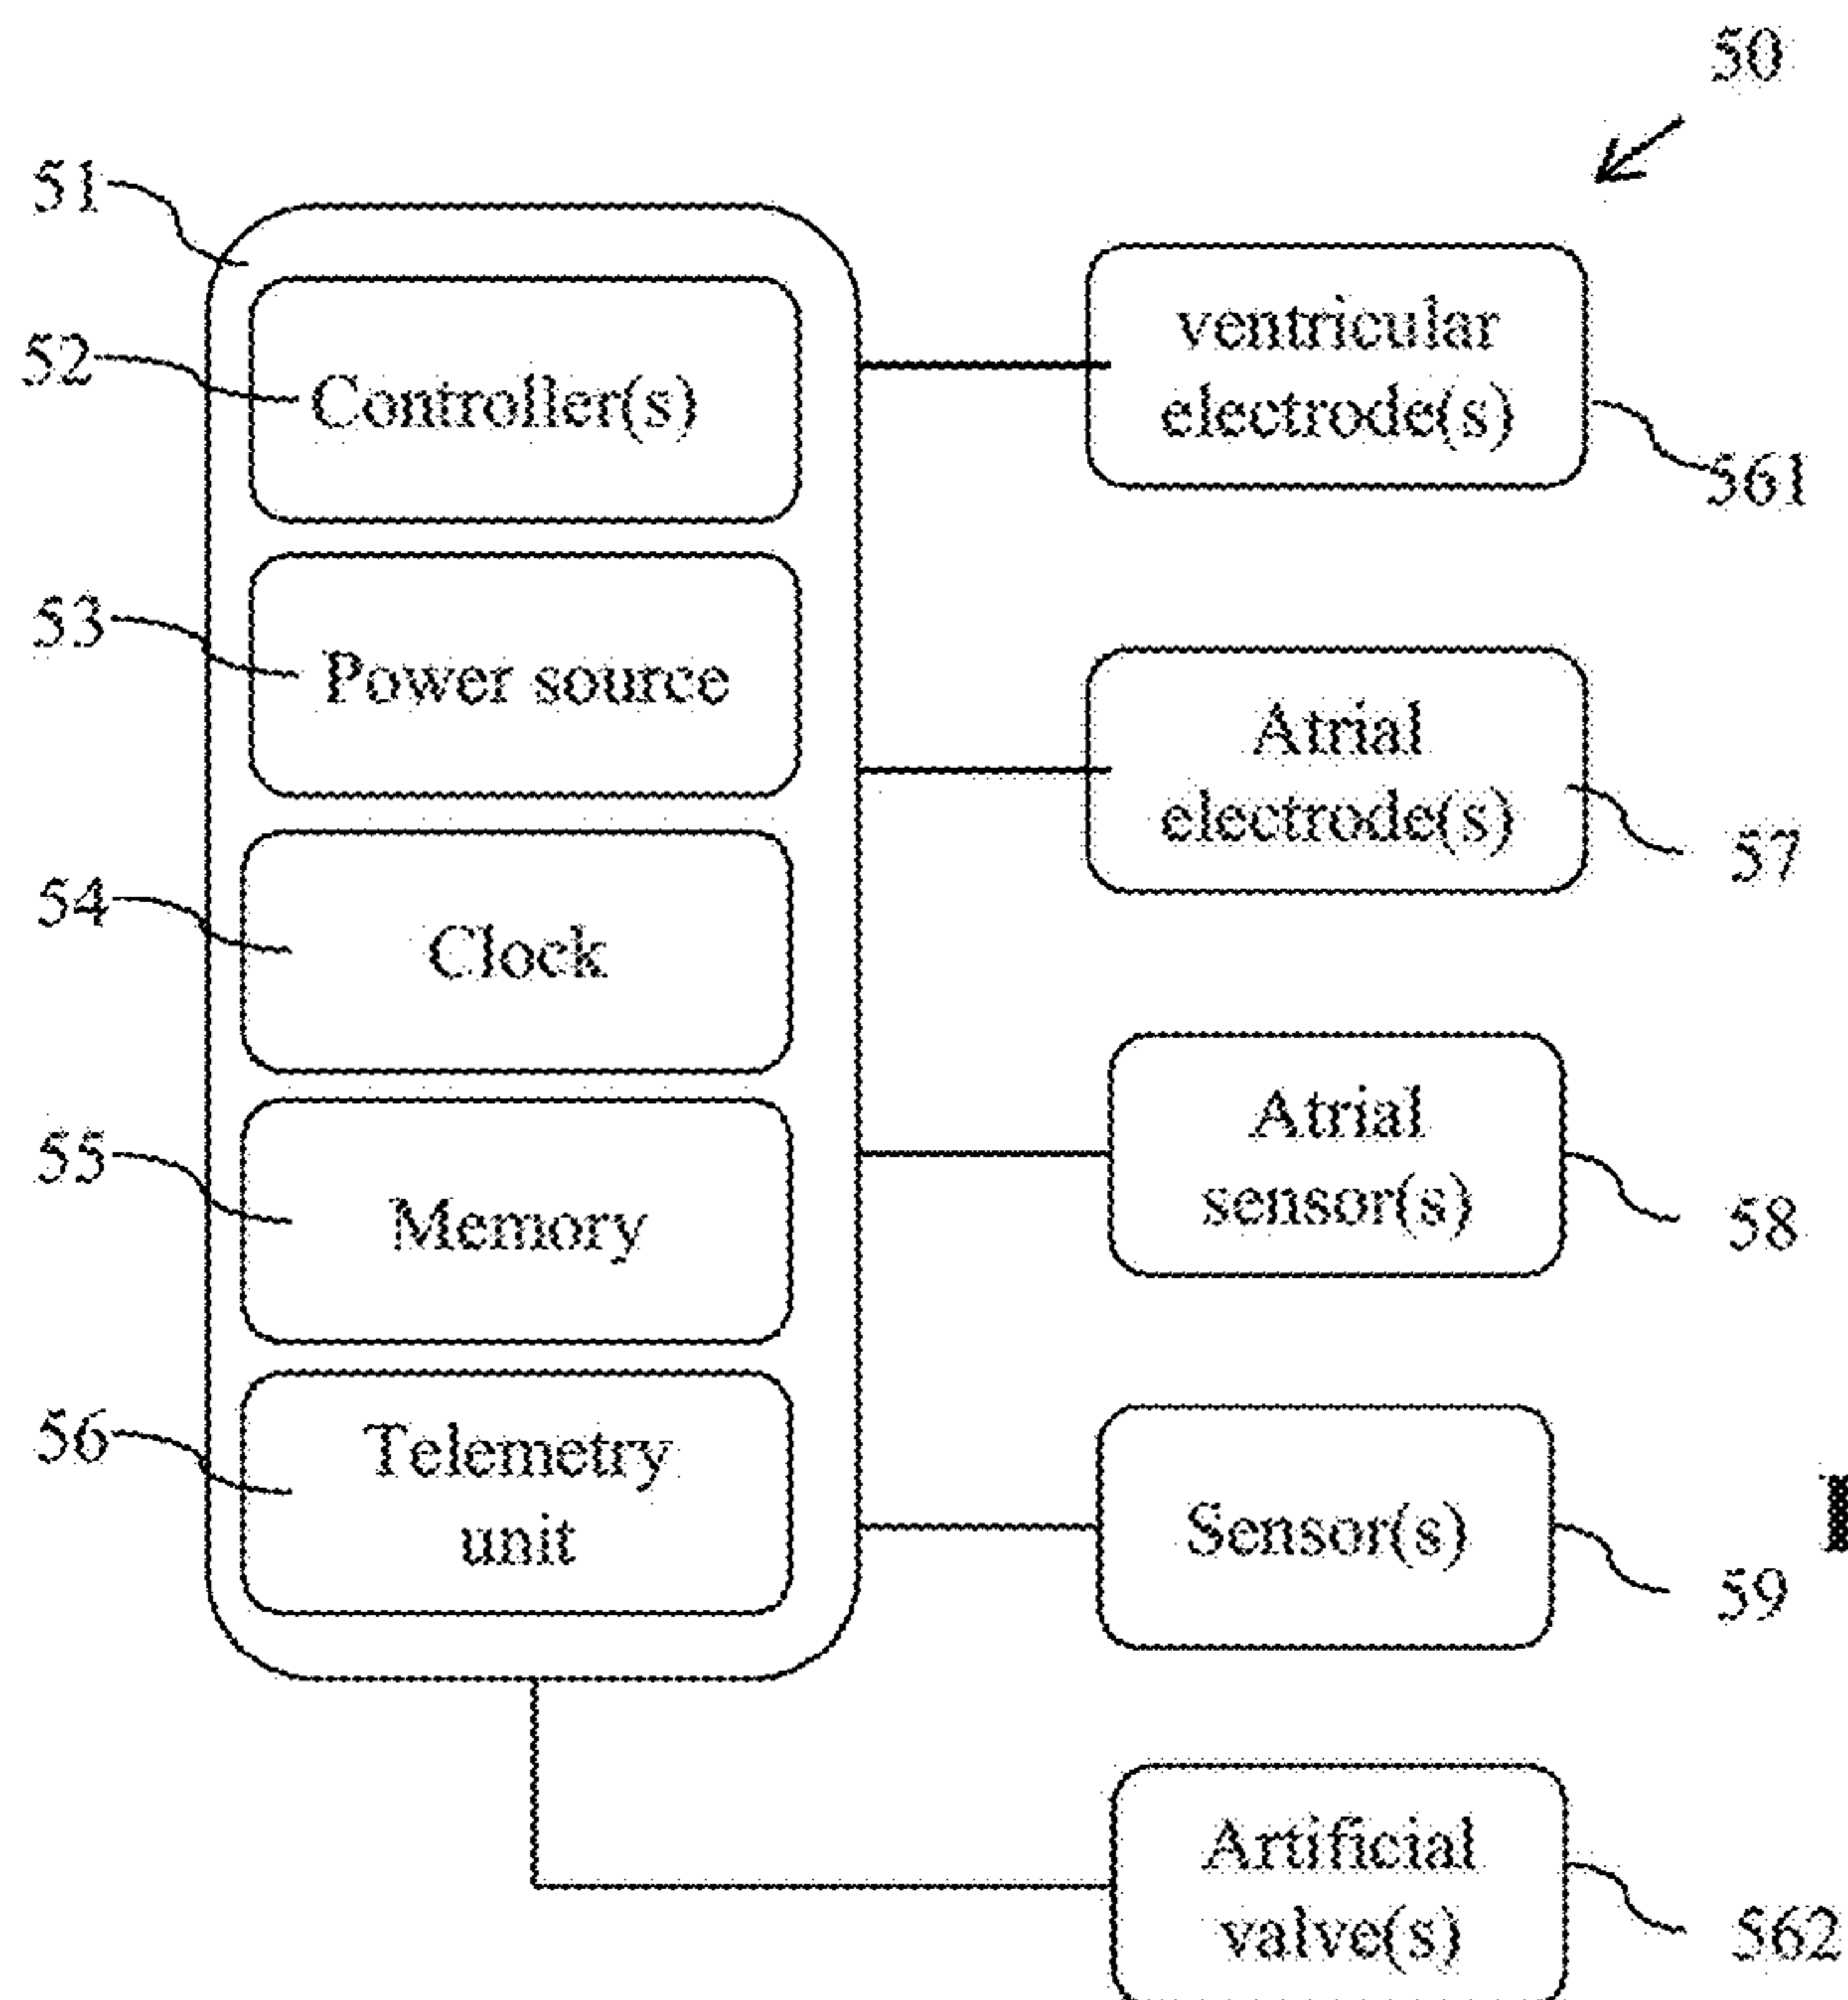 50
51
52
Controller(s)
ventricular
electrode(s)
561
53
Power source
Atrial
electrode(s)
57
54
Clock
55
Memory
Atrial
sensor(s)
58
56
Telemetry
unit
Sensor(s)
59
Artificial
valve(s)
562